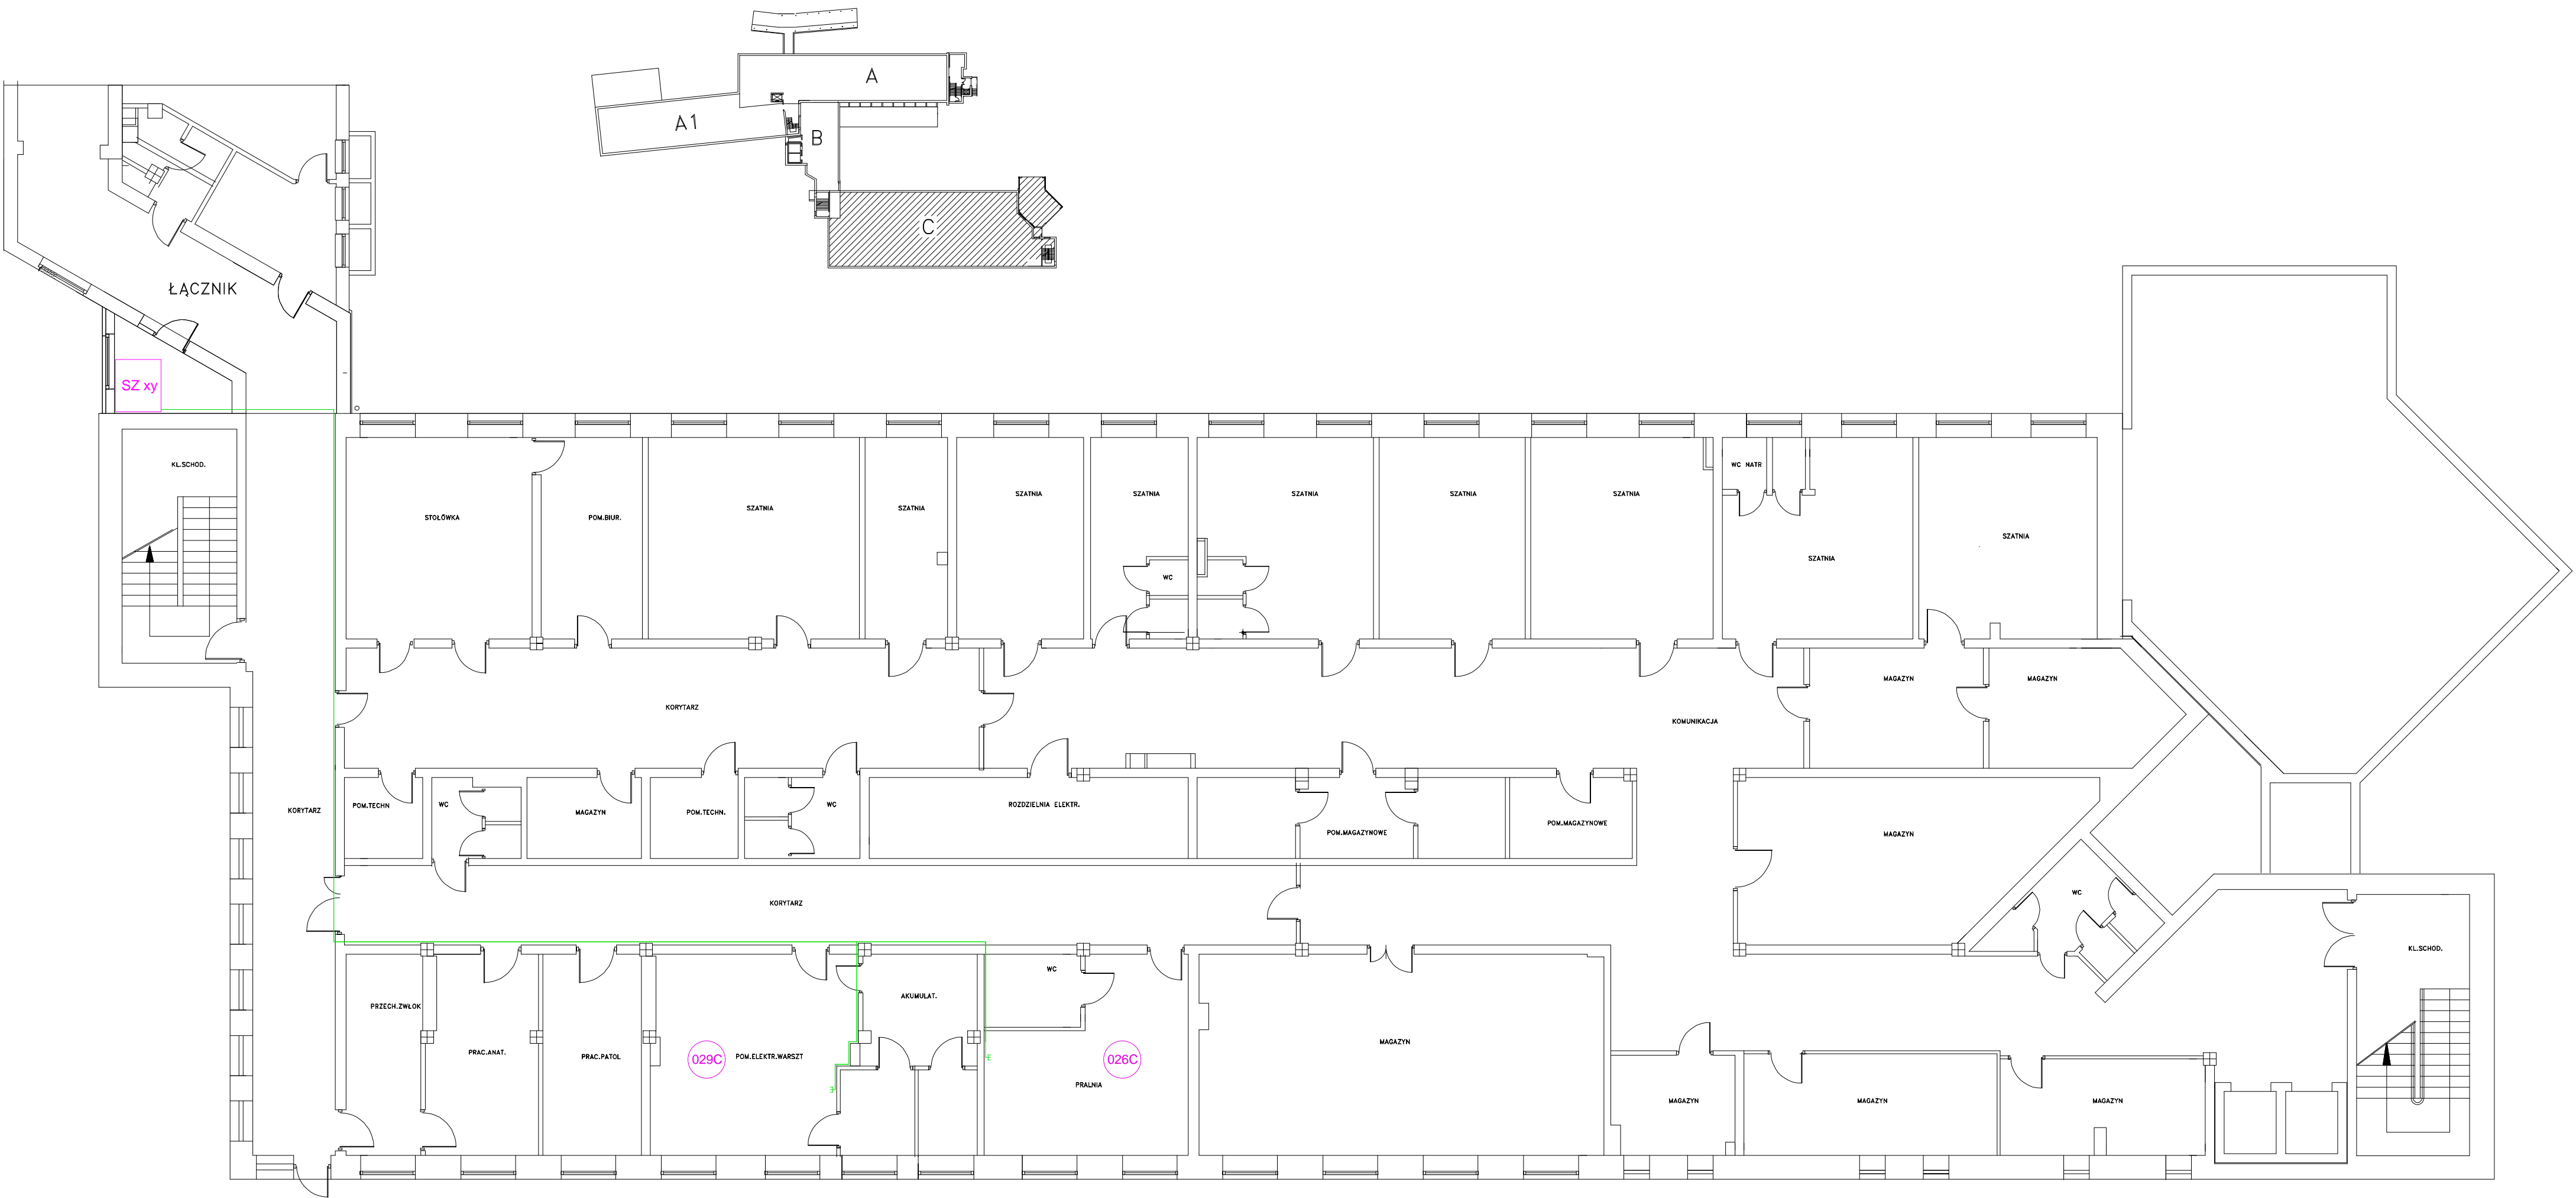 A
A1
B
C
ŁĄCZNIK
SZ xy
KL.SCHOD.
WC NATR
STOŁÓWKA
POM.BIUR.
SZATNIA
SZATNIA
SZATNIA
SZATNIA
SZATNIA
SZATNIA
SZATNIA
SZATNIA
SZATNIA
WC
KORYTARZ
KOMUNIKACJA
MAGAZYN
MAGAZYN
KORYTARZ
POM.TECHN
WC
MAGAZYN
POM.TECHN.
WC
ROZDZIELNIA ELEKTR.
POM.MAGAZYNOWE
POM.MAGAZYNOWE
MAGAZYN
WC
KORYTARZ
KL.SCHOD.
PRZECH.ZWŁOK
PRAC.ANAT.
PRAC.PATOL
029C
POM.ELEKTR.WARSZT
AKUMULAT.
WC
026C
PRALNIA
MAGAZYN
MAGAZYN
MAGAZYN
MAGAZYN